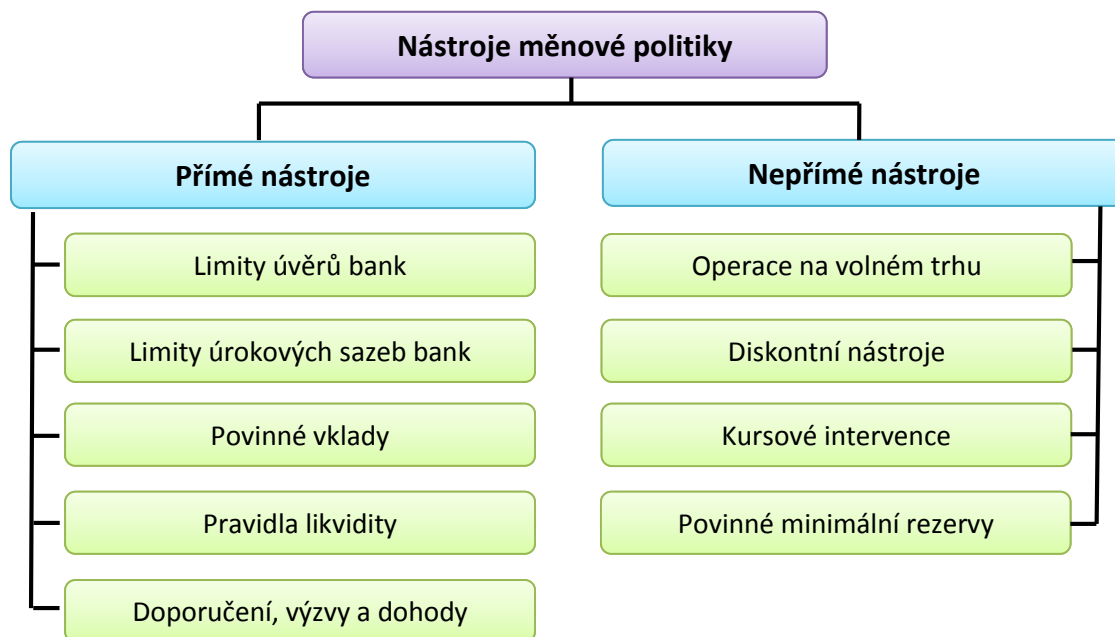 Nástroje měnové politiky
Přímé nástroje
Limity úvěrů bank
Limity úrokových sazeb bank
Povinné vklady
Pravidla likvidity
Doporučení, výzvy a dohody
Nepřímé nástroje
Operace na volném trhu
Diskontní nástroje
Kursové intervence
Povinné minimální rezervy